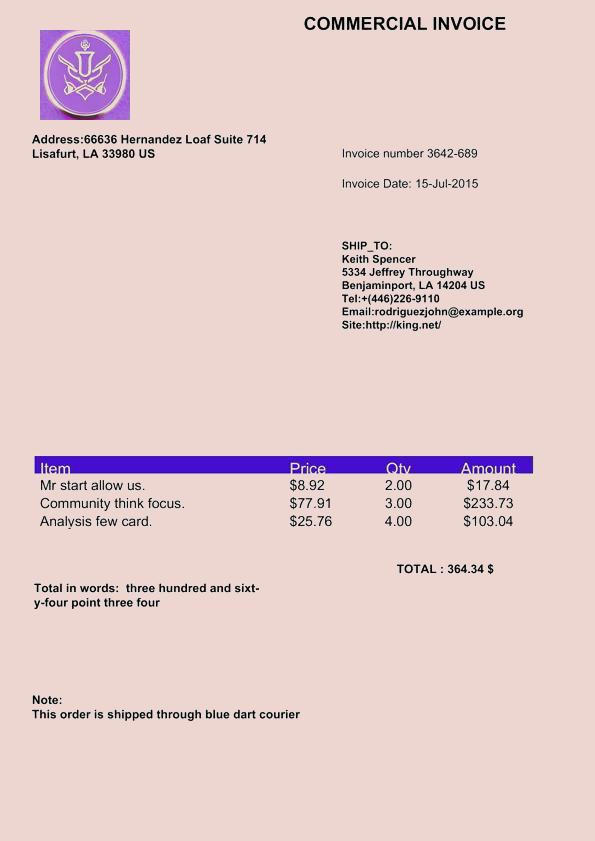 COMMERCIAL INVOICE
Address:66636 Hernandez Loaf Suite 714
Lisafurt, LA 33980 US
Invoice number 3642-689
Invoice Date: 15-Jul-2015
SHIP_TO:
Keith Spencer
5334 Jeffrey Throughway
Benjaminport, LA 14204 US
Tel:+(446)226-9110
Email:rodriguezjohn@example.org
Site:http://king.net/
Item Price Qty Amount
Mr start allow us. $8.92 2.00 $17.84
Community think focus. $77.91 3.00 $233.73
Analysis few card. $25.76 4.00 $103.04
TOTAL : 364.34 $
Total in words: three hundred and sixt-
y-four point three four
Note:
This order is shipped through blue dart courier